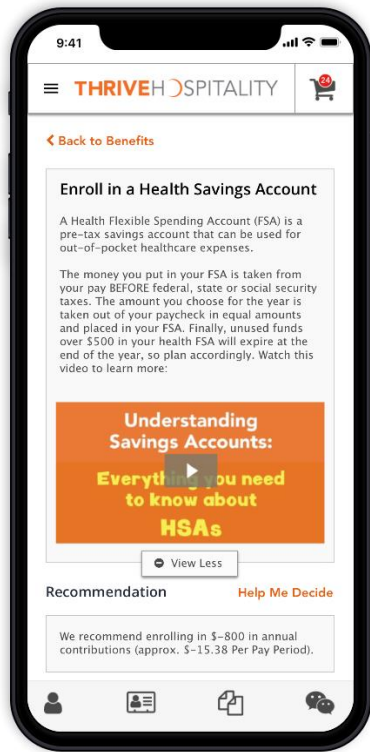 9:41
THRIVEHOSPITALITY
24
Back to Benefits
Enroll in a Health Savings Account
A Health Flexible Spending Account (FSA) is a
pre-tax savings account that can be used for
out-of-pocket healthcare expenses.
The money you put in your FSA is taken from
your pay BEFORE federal, state or social security
taxes. The amount you choose for the year is
taken out of your paycheck in equal amounts
and placed in your FSA. Finally, unused funds
over $500 in your health FSA will expire at the
end of the year, so plan accordingly. Watch this
video to learn more:
Understanding
Savings Accounts:
Everything you need
to know about
HSAs
View Less
Recommendation
Help Me Decide
We recommend enrolling in $-800 in annual
contributions (approx. $-15.38 Per Pay Period).